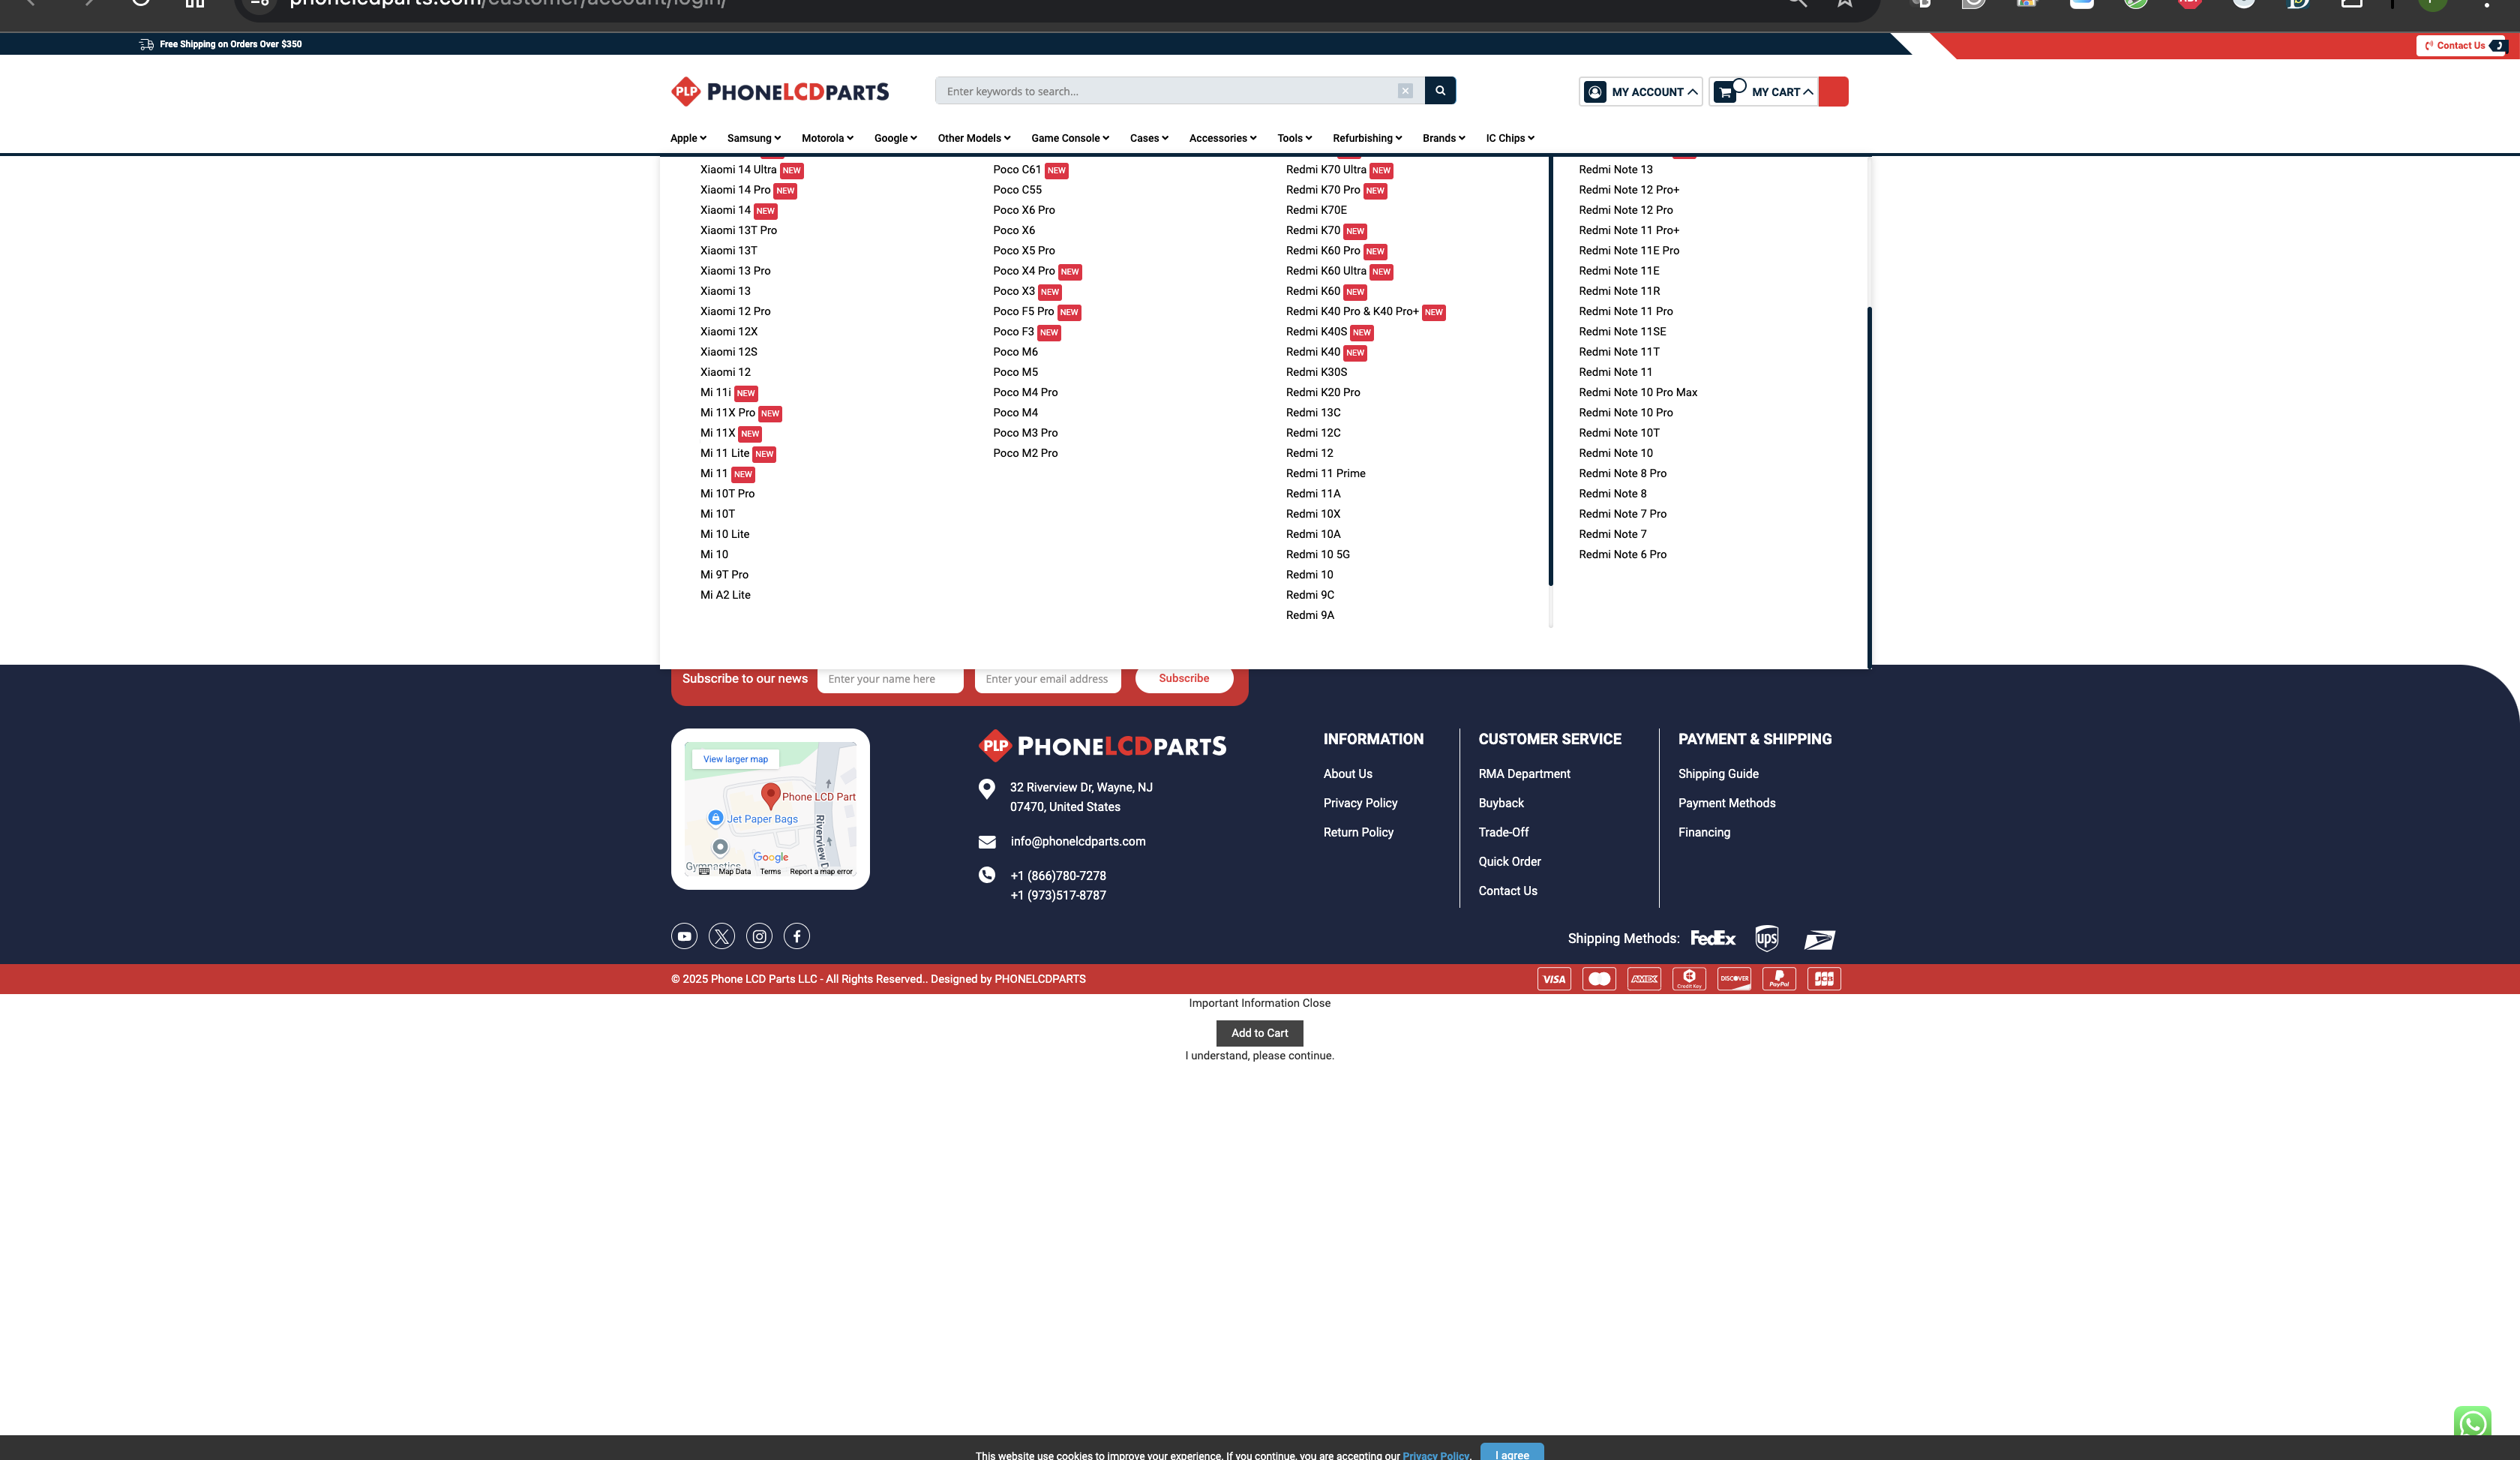 phonelcdparts.com/customer/account/login/
Free Shipping on Orders Over $350
Contact Us
PLP PHONELCDPARTS
Enter keywords to search...
MY ACCOUNT
MY CART
Apple
Samsung
Motorola
Google
Other Models
Game Console
Cases
Accessories
Tools
Refurbishing
Brands
IC Chips
Xiaomi 14 Ultra NEW
Xiaomi 14 Pro NEW
Xiaomi 14 NEW
Xiaomi 13T Pro
Xiaomi 13T
Xiaomi 13 Pro
Xiaomi 13
Xiaomi 12 Pro
Xiaomi 12X
Xiaomi 12S
Xiaomi 12
Mi 11i NEW
Mi 11X Pro NEW
Mi 11X NEW
Mi 11 Lite NEW
Mi 11 NEW
Mi 10T Pro
Mi 10T
Mi 10 Lite
Mi 10
Mi 9T Pro
Mi A2 Lite
Poco C61 NEW
Poco C55
Poco X6 Pro
Poco X6
Poco X5 Pro
Poco X4 Pro NEW
Poco X3 NEW
Poco F5 Pro NEW
Poco F3 NEW
Poco M6
Poco M5
Poco M4 Pro
Poco M4
Poco M3 Pro
Poco M2 Pro
Redmi K70 Ultra NEW
Redmi K70 Pro NEW
Redmi K70E
Redmi K70 NEW
Redmi K60 Pro NEW
Redmi K60 Ultra NEW
Redmi K60 NEW
Redmi K40 Pro & K40 Pro+ NEW
Redmi K40S NEW
Redmi K40 NEW
Redmi K30S
Redmi K20 Pro
Redmi 13C
Redmi 12C
Redmi 12
Redmi 11 Prime
Redmi 11A
Redmi 10X
Redmi 10A
Redmi 10 5G
Redmi 10
Redmi 9C
Redmi 9A
Redmi Note 13
Redmi Note 12 Pro+
Redmi Note 12 Pro
Redmi Note 11 Pro+
Redmi Note 11E Pro
Redmi Note 11E
Redmi Note 11R
Redmi Note 11 Pro
Redmi Note 11SE
Redmi Note 11T
Redmi Note 11
Redmi Note 10 Pro Max
Redmi Note 10 Pro
Redmi Note 10T
Redmi Note 10
Redmi Note 8 Pro
Redmi Note 8
Redmi Note 7 Pro
Redmi Note 7
Redmi Note 6 Pro
Subscribe to our news
Enter your name here
Enter your email address
Subscribe
View larger map
Phone LCD Part
Jet Paper Bags
Riverview D
Gymnastics
Google
Map Data
Terms
Report a map error
PLP PHONELCDPARTS
32 Riverview Dr, Wayne, NJ
07470, United States
info@phonelcdparts.com
+1 (866)780-7278
+1 (973)517-8787
INFORMATION
About Us
Privacy Policy
Return Policy
CUSTOMER SERVICE
RMA Department
Buyback
Trade-Off
Quick Order
Contact Us
PAYMENT & SHIPPING
Shipping Guide
Payment Methods
Financing
Shipping Methods: FedEx ups
© 2025 Phone LCD Parts LLC - All Rights Reserved.. Designed by PHONELCDPARTS
VISA
AMEX
Credit Key
DISCOVER
PayPal
JCB
Important Information Close
Add to Cart
I understand, please continue.
This website use cookies to improve your experience. If you continue, you are accepting our Privacy Policy.
I agree